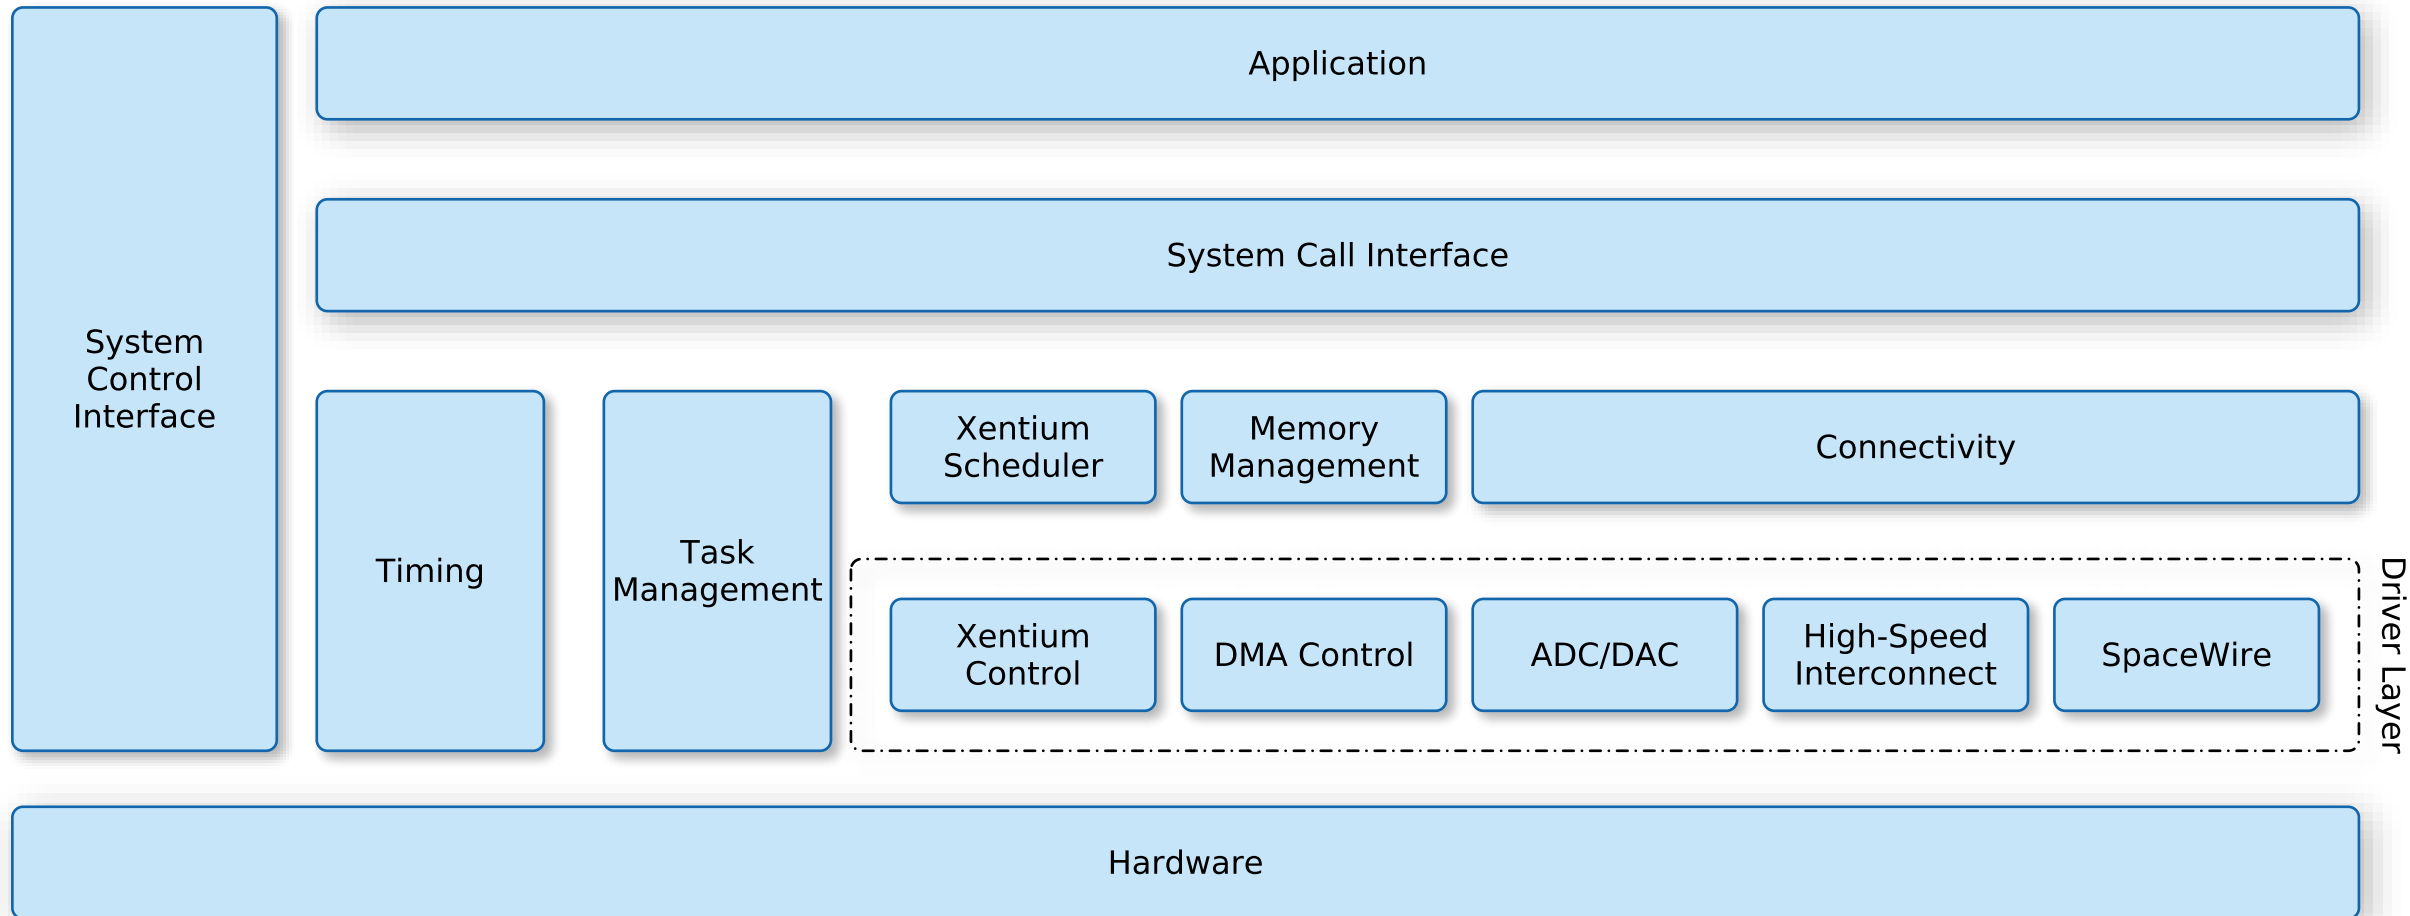 Application
System Call Interface
System
Control
Interface
Timing
Task
Management
Xentium
Scheduler
Memory
Management
Connectivity
Xentium
Control
DMA Control
ADC/DAC
High-Speed
Interconnect
SpaceWire
Driver Layer
Hardware